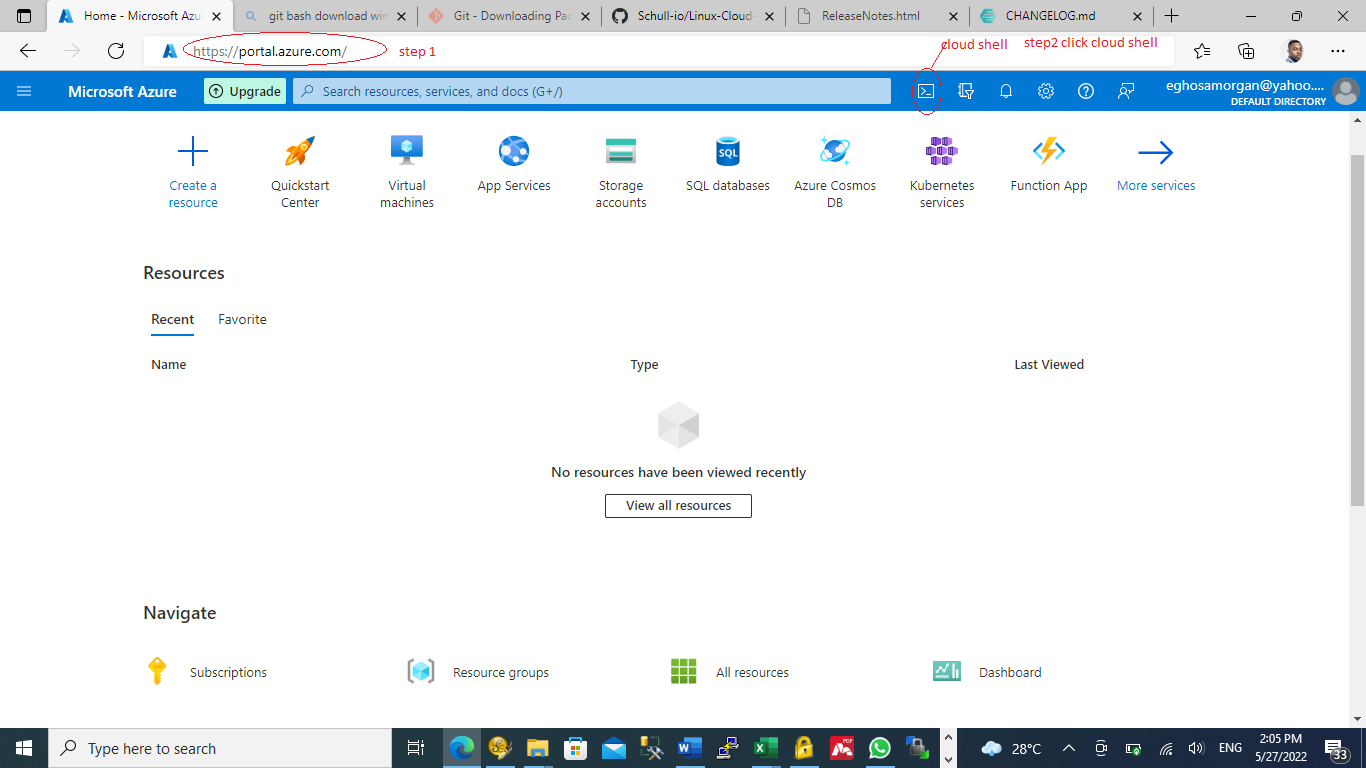 Home - Microsoft Azu
git bash download win
Git - Downloading Pac
Schull-io/Linux-Cloud-
ReleaseNotes.html
CHANGELOG.md
https://portal.azure.com/
step 1
cloud shell
step2 click cloud shell
Microsoft Azure
Upgrade
Search resources, services, and docs (G+/)
eghosamorgan@yahoo....
DEFAULT DIRECTORY
Create a
resource
Quickstart
Center
Virtual
machines
App Services
Storage
accounts
SQL
SQL databases
Azure Cosmos
DB
Kubernetes
services
Function App
More services
Resources
Recent
Favorite
Name
Type
Last Viewed
No resources have been viewed recently
View all resources
Navigate
Subscriptions
Resource groups
All resources
Dashboard
Type here to search
PDF
28°C
ENG
2:05 PM
5/27/2022
33